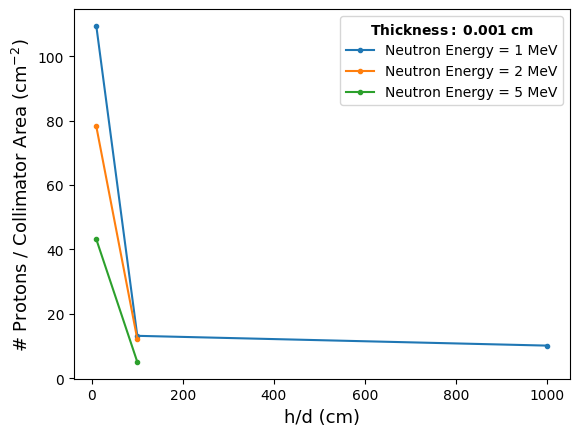 Thickness: 0.001 cm
Neutron Energy = 1 MeV
Neutron Energy = 2 MeV
Neutron Energy = 5 MeV
# Protons / Collimator Area (cm⁻²)
100
80
60
40
20
0
0 200 400 600 800 1000
h/d (cm)